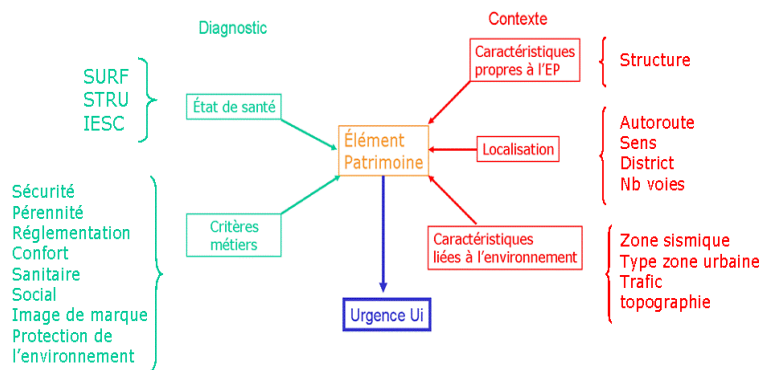 Diagnostic
Contexte
SURF
STRU
IESC
État de santé
Caractéristiques
propres à l'EP
Structure
Élément
Patrimoine
Localisation
Autoroute
Sens
District
Nb voies
Sécurité
Pérennité
Réglementation
Confort
Sanitaire
Social
Image de marque
Protection de
l'environnement
Critères
métiers
Caractéristiques
liées à l'environnement
Zone sismique
Type zone urbaine
Trafic
topographie
Urgence Ui